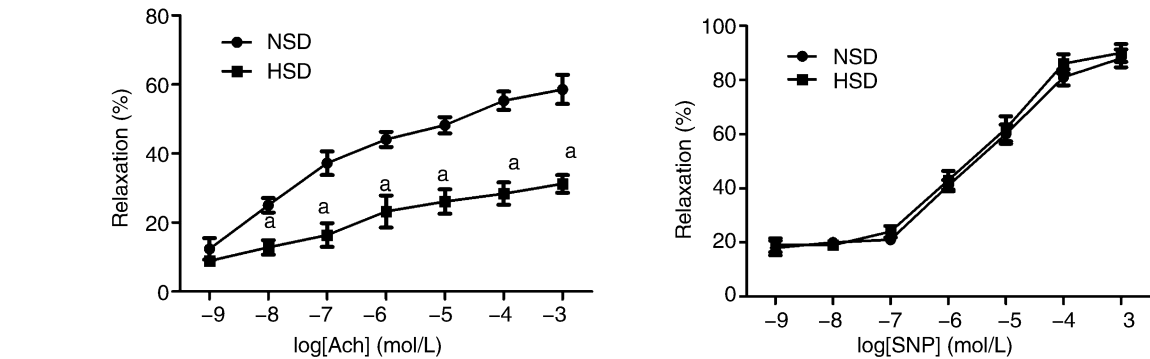 80
60
40
20
0
Relaxation (%)
NSD
HSD
a
a
a
a
a
a
−9 −8 −7 −6 −5 −4 −3
log[Ach] (mol/L)
100
80
60
40
20
0
Relaxation (%)
NSD
HSD
−9 −8 −7 −6 −5 −4 −3
log[SNP] (mol/L)